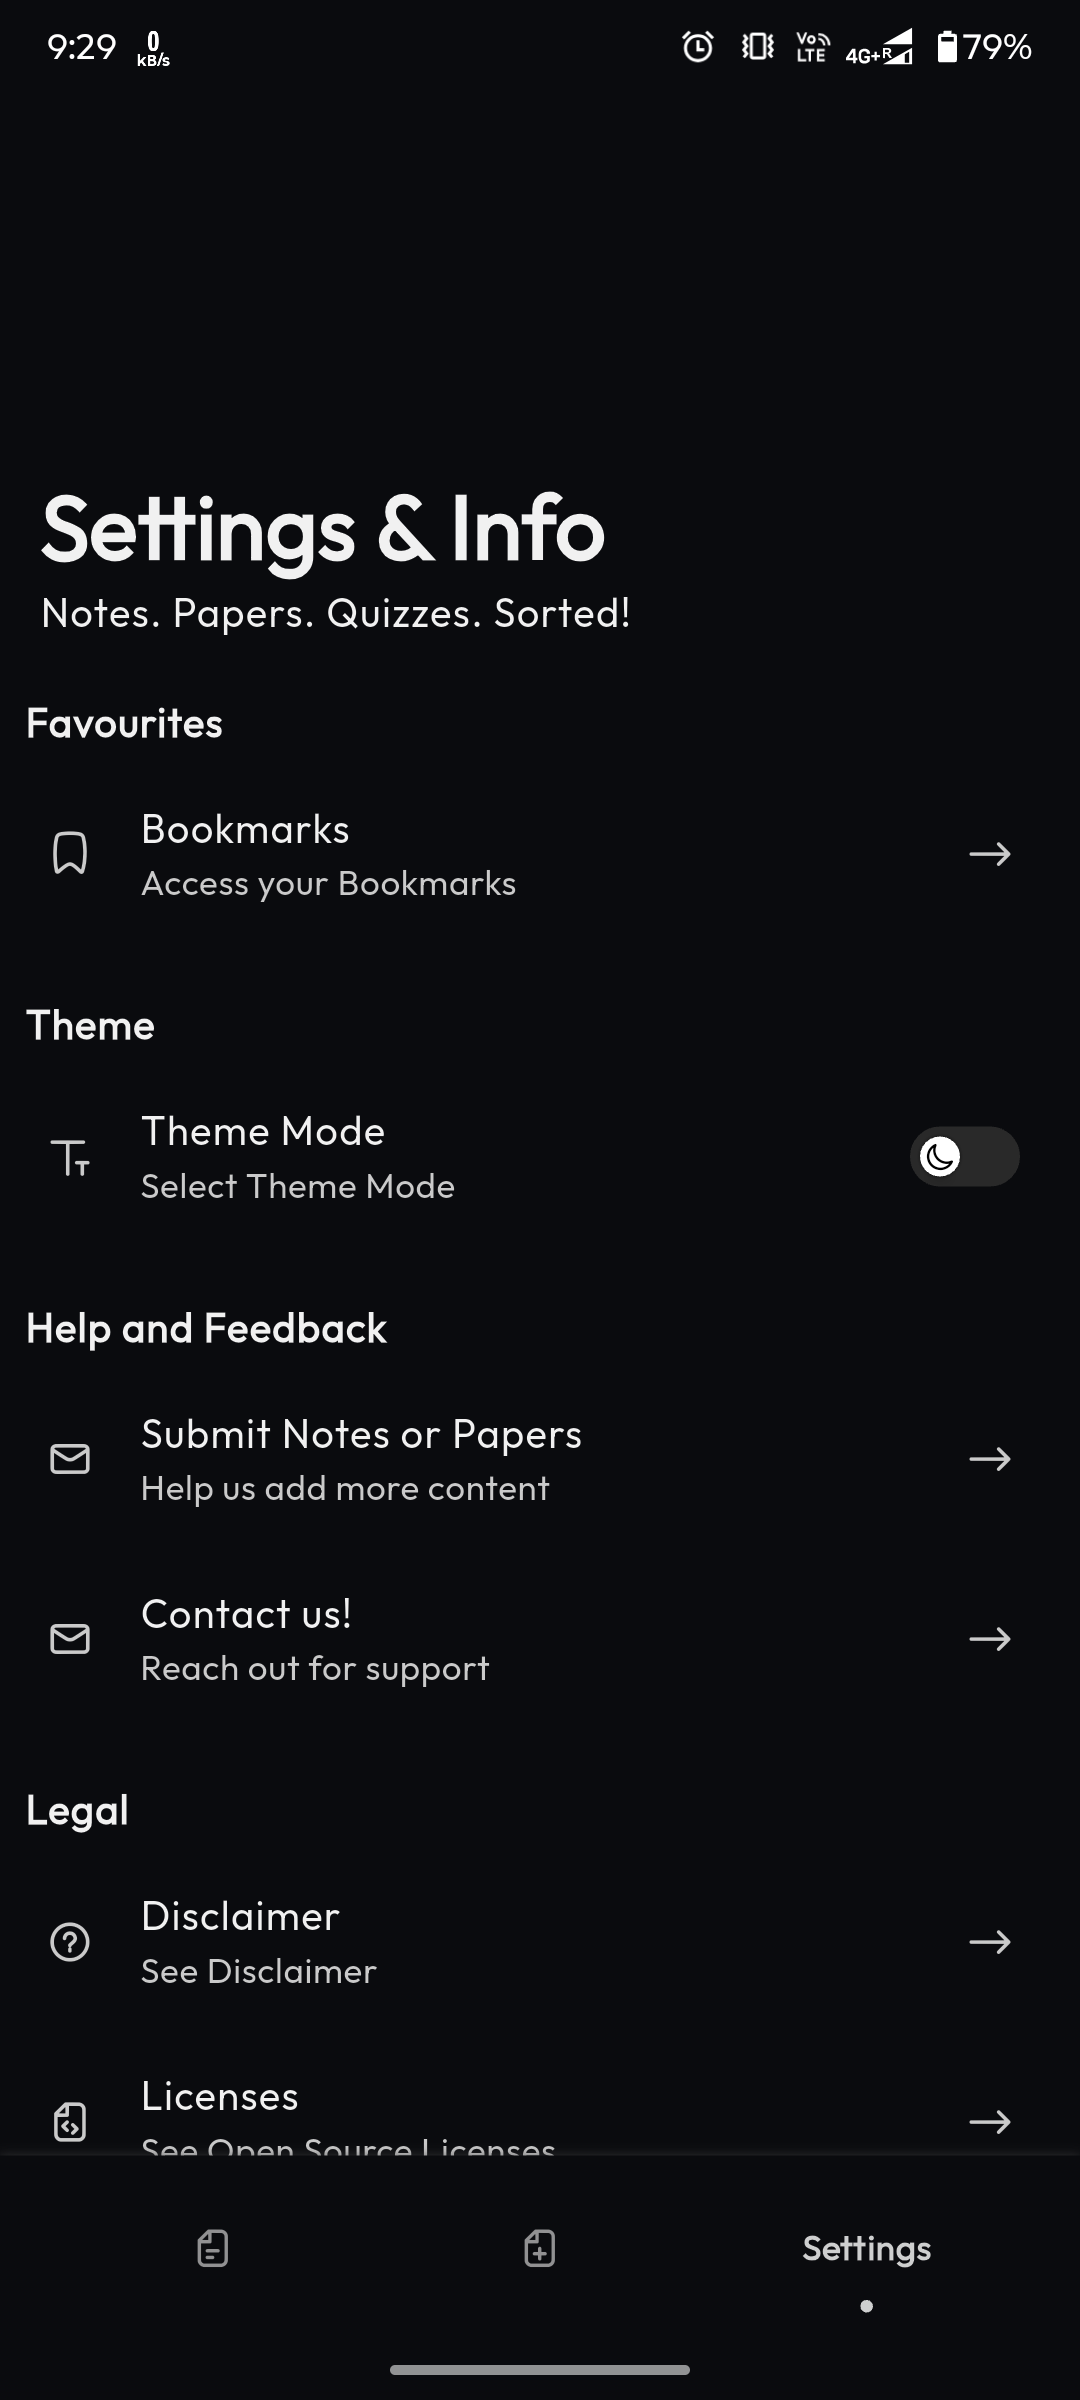 9:29 0 kB/s Vo LTE 4G+ R 79%
Settings & Info
Notes. Papers. Quizzes. Sorted!
Favourites
Bookmarks
Access your Bookmarks
Theme
Theme Mode
Select Theme Mode
Help and Feedback
Submit Notes or Papers
Help us add more content
Contact us!
Reach out for support
Legal
Disclaimer
See Disclaimer
Licenses
See Open Source Licenses
Settings